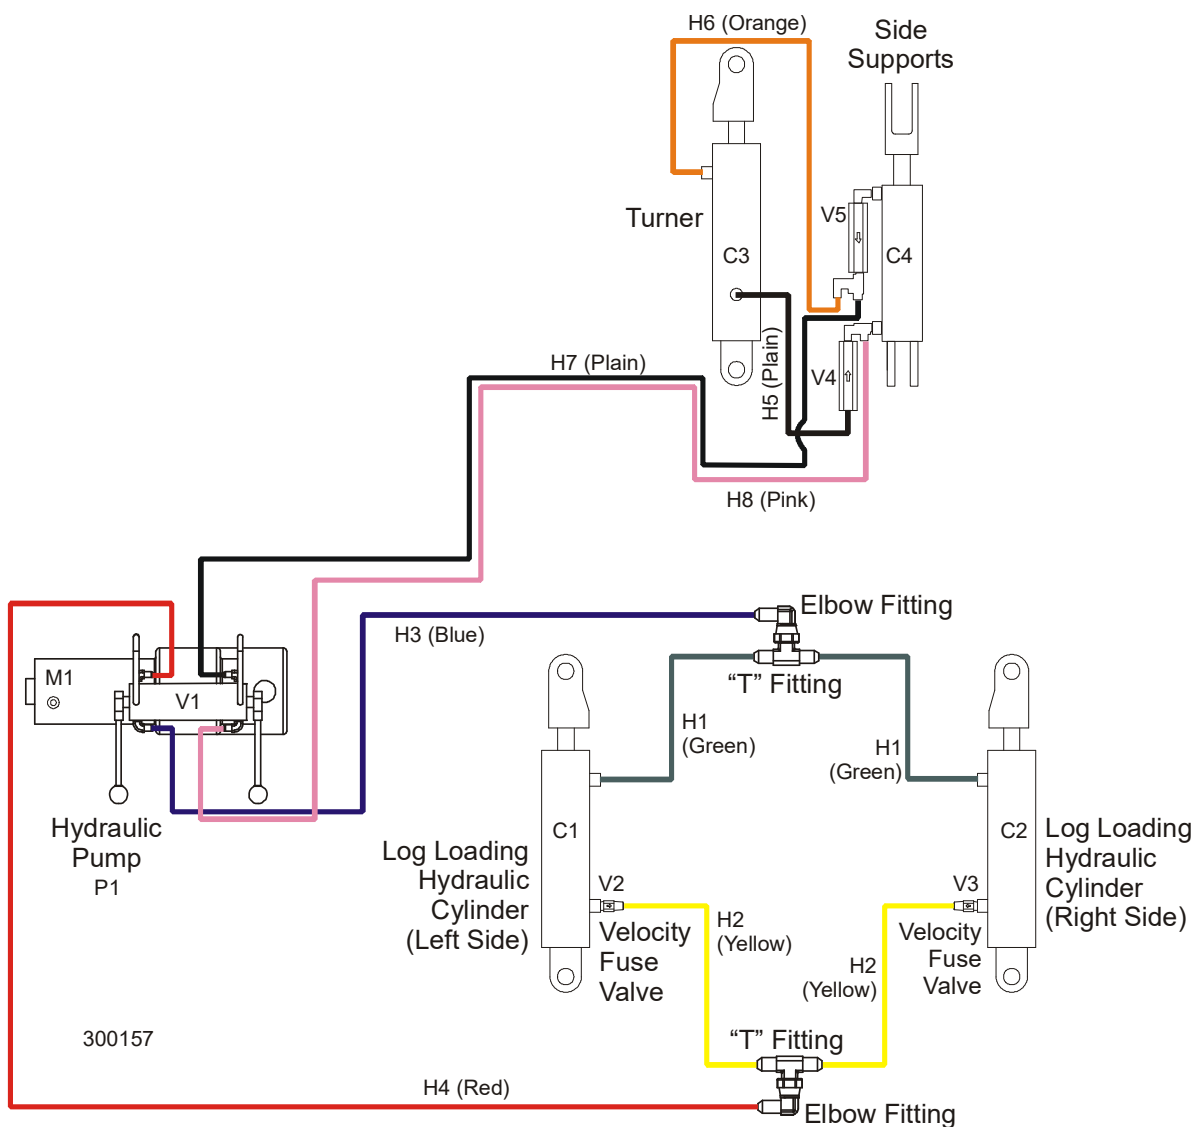 H6 (Orange)
Side
Supports
V5
Turner
C3
C4
H7 (Plain)
H5 (Plain)
V4
H8 (Pink)
Elbow Fitting
H3 (Blue)
M1
V1
“T” Fitting
H1
(Green)
H1
(Green)
Hydraulic
Pump
P1
C1
C2
Log Loading
Hydraulic
Cylinder
(Left Side)
Log Loading
Hydraulic
Cylinder
(Right Side)
V2
V3
Velocity
Fuse
Valve
H2
(Yellow)
Velocity
Fuse
Valve
H2
(Yellow)
300157
“T” Fitting
H4 (Red)
Elbow Fitting